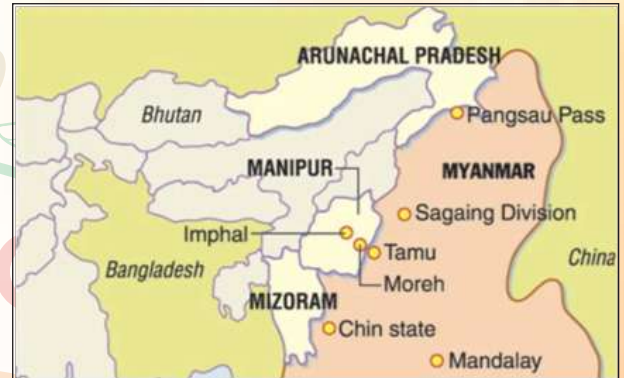 ARUNACHAL PRADESH
Bhutan
Pangsau Pass
MANIPUR
MYANMAR
Sagaing Division
Imphal
Tamu
China
Bangladesh
Moreh
MIZORAM
Chin state
Mandalay